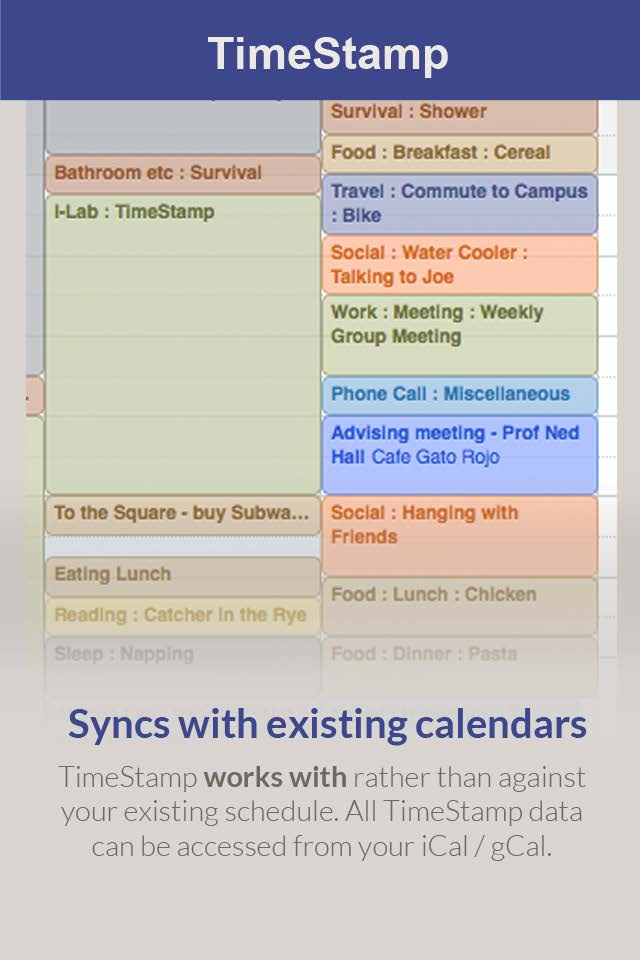 TimeStamp
Bathroom etc : Survival
I-Lab : TimeStamp
To the Square - buy Subwa...
Eating Lunch
Reading : Catcher in the Rye
Sleep : Napping
Survival : Shower
Food : Breakfast : Cereal
Travel : Commute to Campus
: Bike
Social : Water Cooler :
Talking to Joe
Work : Meeting : Weekly
Group Meeting
Phone Call : Miscellaneous
Advising meeting - Prof Ned
Hall Cafe Gato Rojo
Social : Hanging with
Friends
Food : Lunch : Chicken
Food : Dinner : Pasta
Syncs with existing calendars
TimeStamp works with rather than against
your existing schedule. All TimeStamp data
can be accessed from your iCal / gCal.